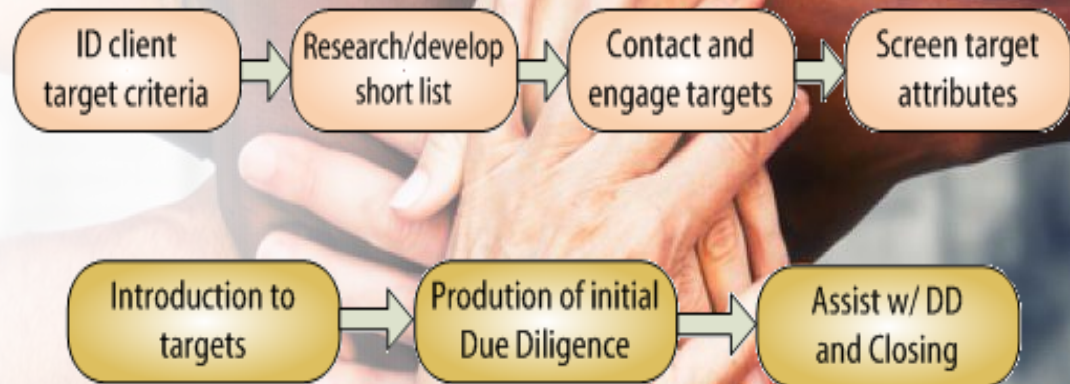 ID client
target criteria
Research/develop
short list
Contact and
engage targets
Screen target
attributes
Introduction to
targets
Prodution of initial
Due Diligence
Assist w/ DD
and Closing